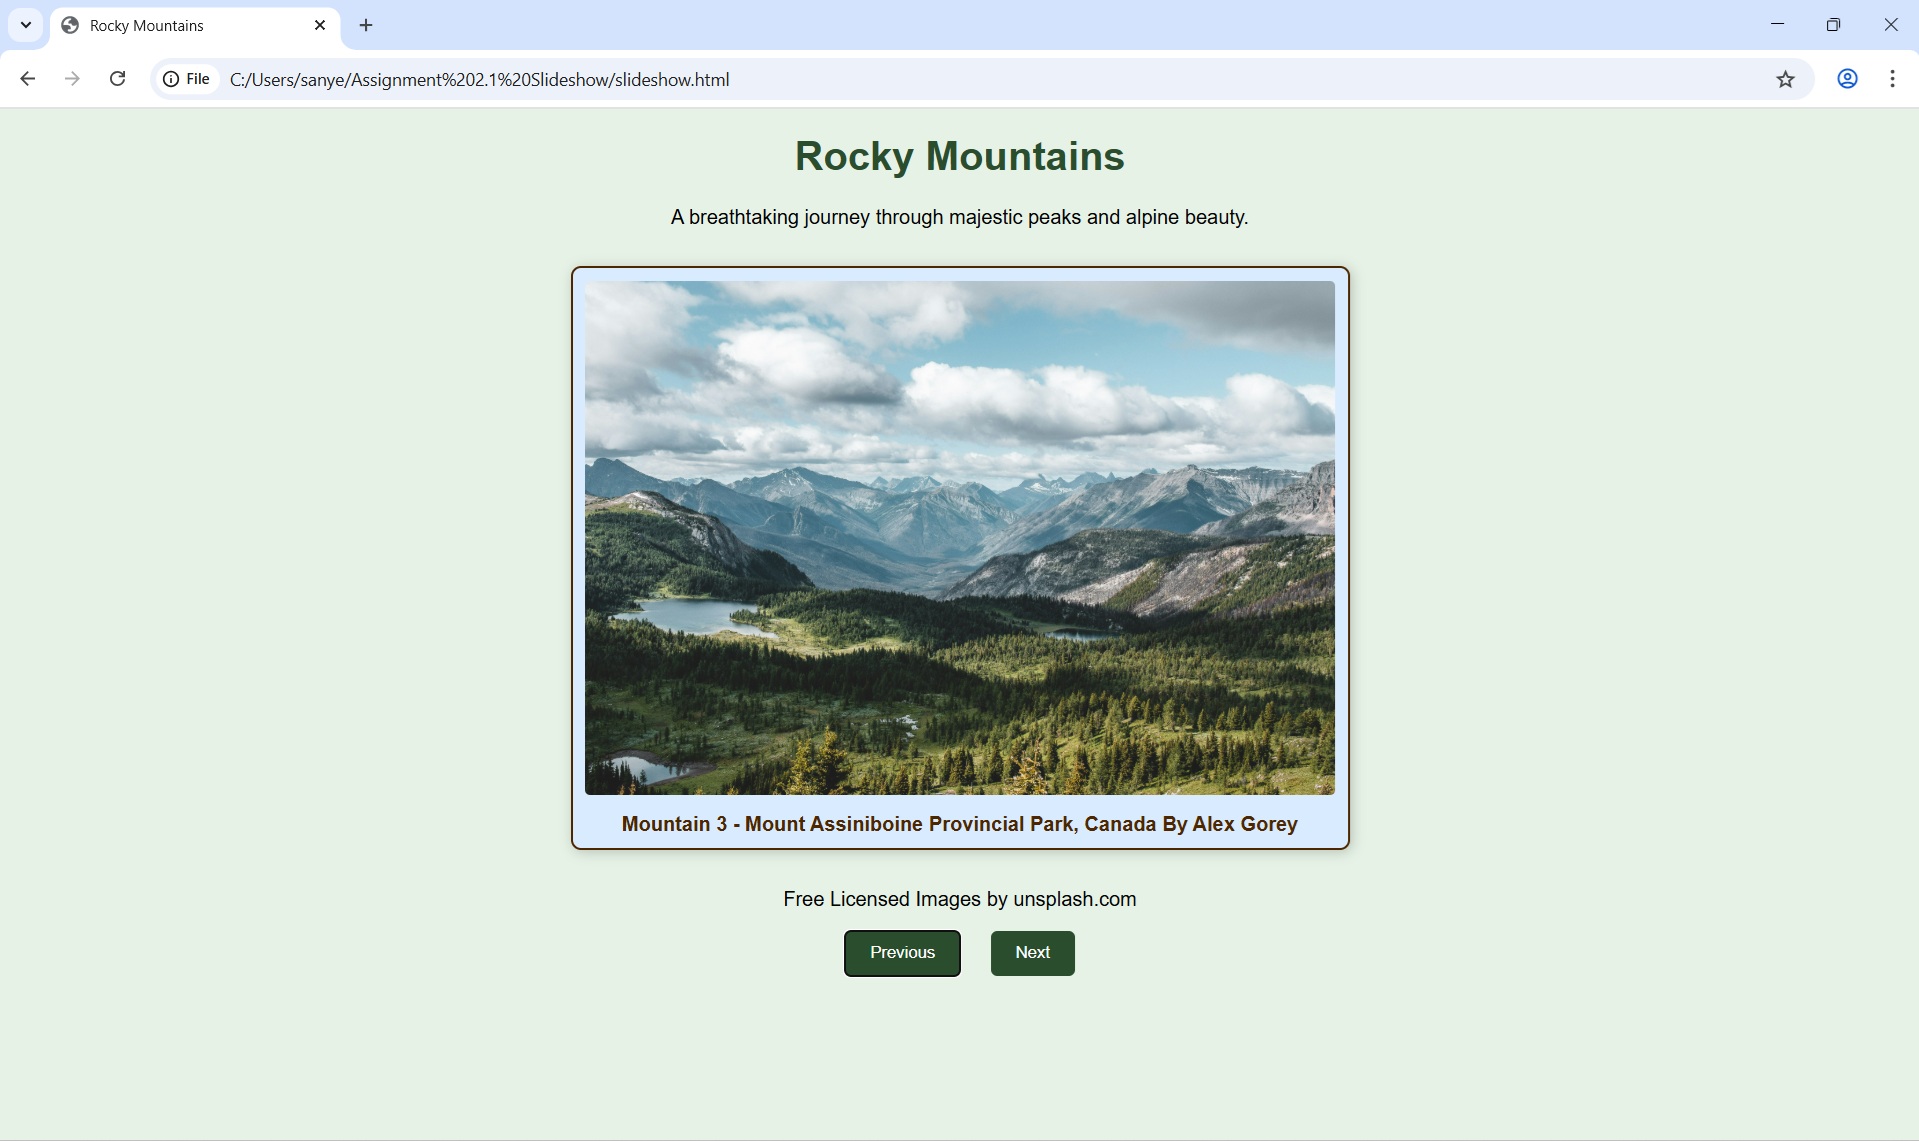 Rocky Mountains
File
C:/Users/sanye/Assignment%202.1%20Slideshow/slideshow.html
Rocky Mountains
A breathtaking journey through majestic peaks and alpine beauty.
Mountain 3 - Mount Assiniboine Provincial Park, Canada By Alex Gorey
Free Licensed Images by unsplash.com
Previous
Next